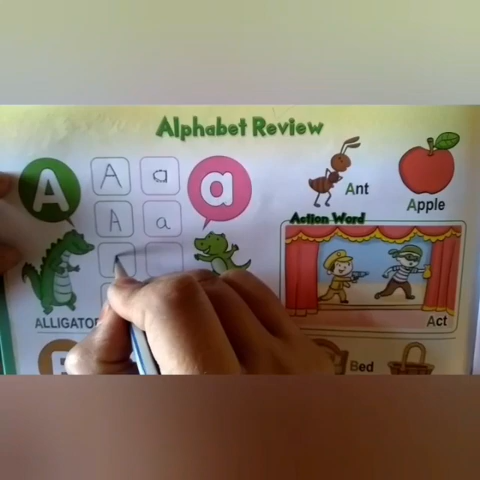 Alphabet Review
A
A a
a
A a
Ant
Apple
Action Word
ALLIGATOR
Act
Bed